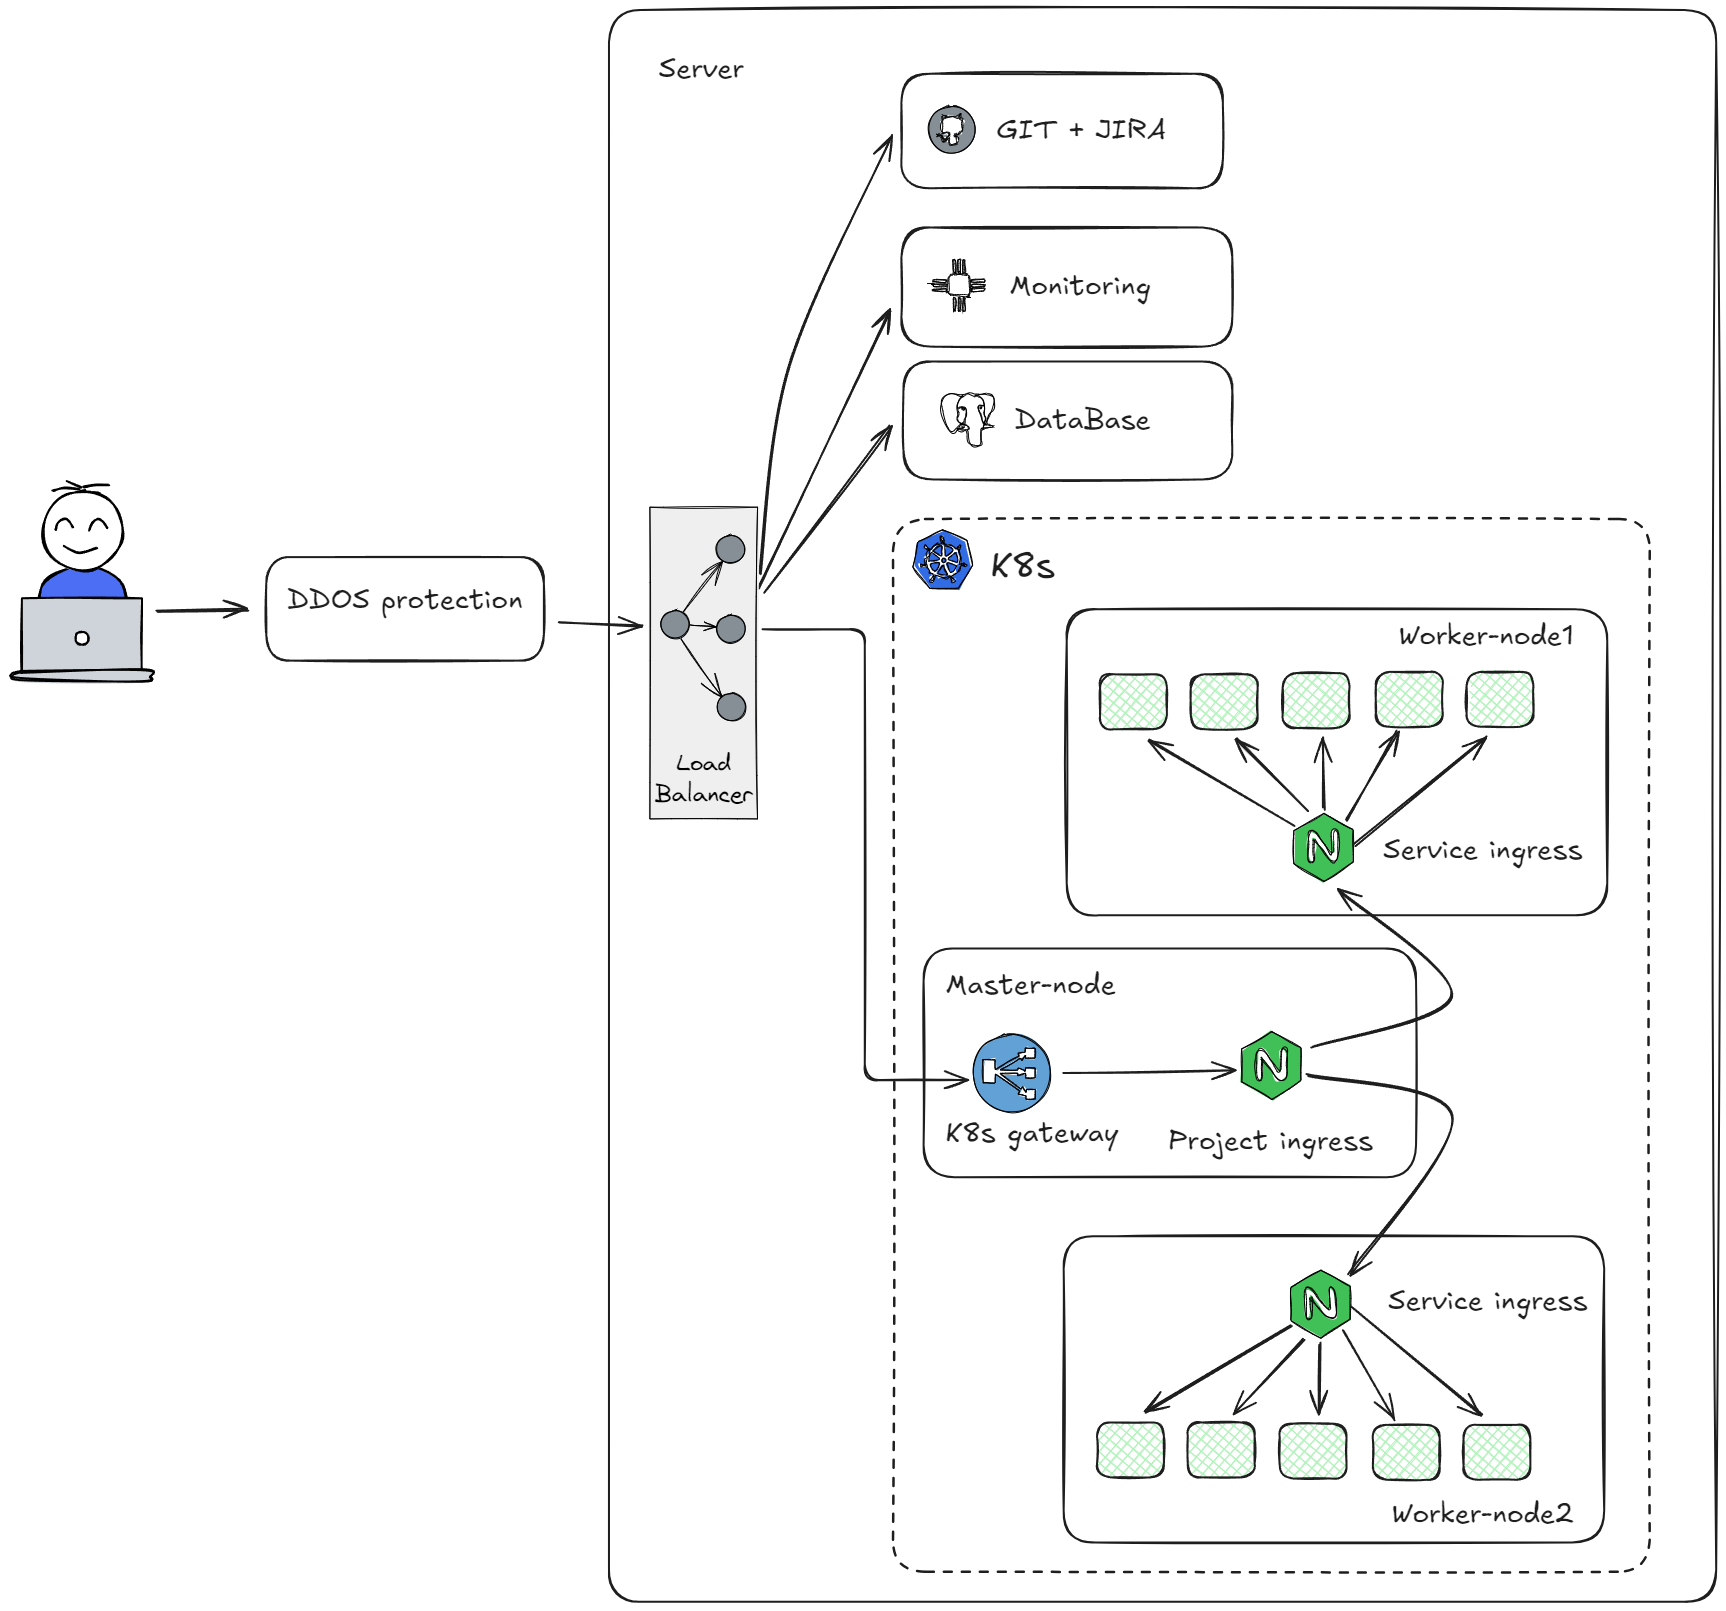 Server
GIT + JIRA
Monitoring
DataBase
DDOS protection
Load
Balancer
K8s
Worker-node1
Service ingress
Master-node
K8s gateway
Project ingress
Service ingress
Worker-node2